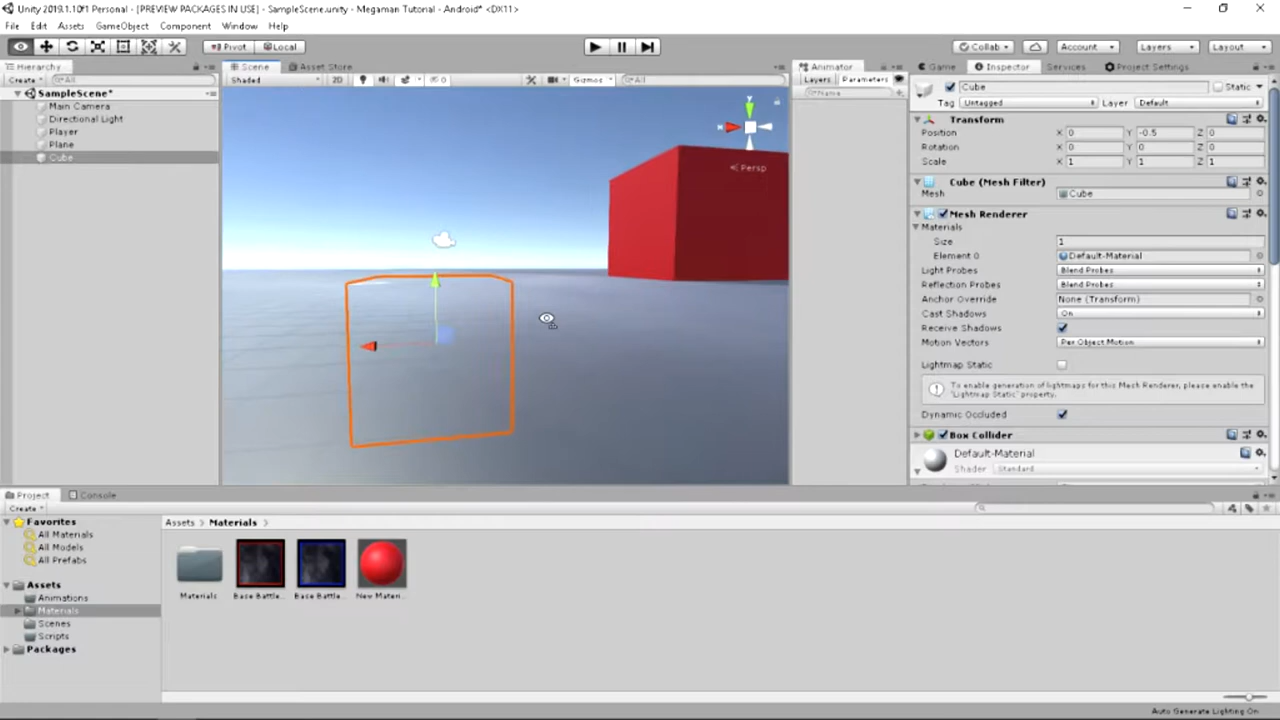 Unity 2019.1.10f1 Personal - [PREVIEW PACKAGES IN USE] - SampleScene.unity - Megaman Tutorial - Android* <DX11>
File Edit Assets GameObject Component Window Help
Pivot Local Collab Account Layers Layout
Hierarchy Scene Asset Store Animator Game Inspector Services Project Settings
Create All Shaded 2D 0 Gizmos All Layers Parameters Cube Static
SampleScene* Name Tag Untagged Layer Default
Main Camera
Directional Light
Player
Plane
Cube
y
Persp
Transform
Position X 0 Y -0.5 Z 0
Rotation X 0 Y 0 Z 0
Scale X 1 Y 1 Z 1
Cube (Mesh Filter)
Mesh Cube
Mesh Renderer
Materials
Size 1
Element 0 Default-Material
Light Probes Blend Probes
Reflection Probes Blend Probes
Anchor Override None (Transform)
Cast Shadows On
Receive Shadows
Motion Vectors Per Object Motion
Lightmap Static
To enable generation of lightmaps for this Mesh Renderer, please enable the
'Lightmap Static' property.
Dynamic Occluded
Box Collider
Default-Material
Shader Standard
Project Console
Create
Favorites
All Materials
All Models
All Prefabs
Assets
Animations
Materials
Scenes
Scripts
Packages
Assets > Materials >
Materials Base Battle... Base Battle... New Materi...
Auto Generate Lighting On